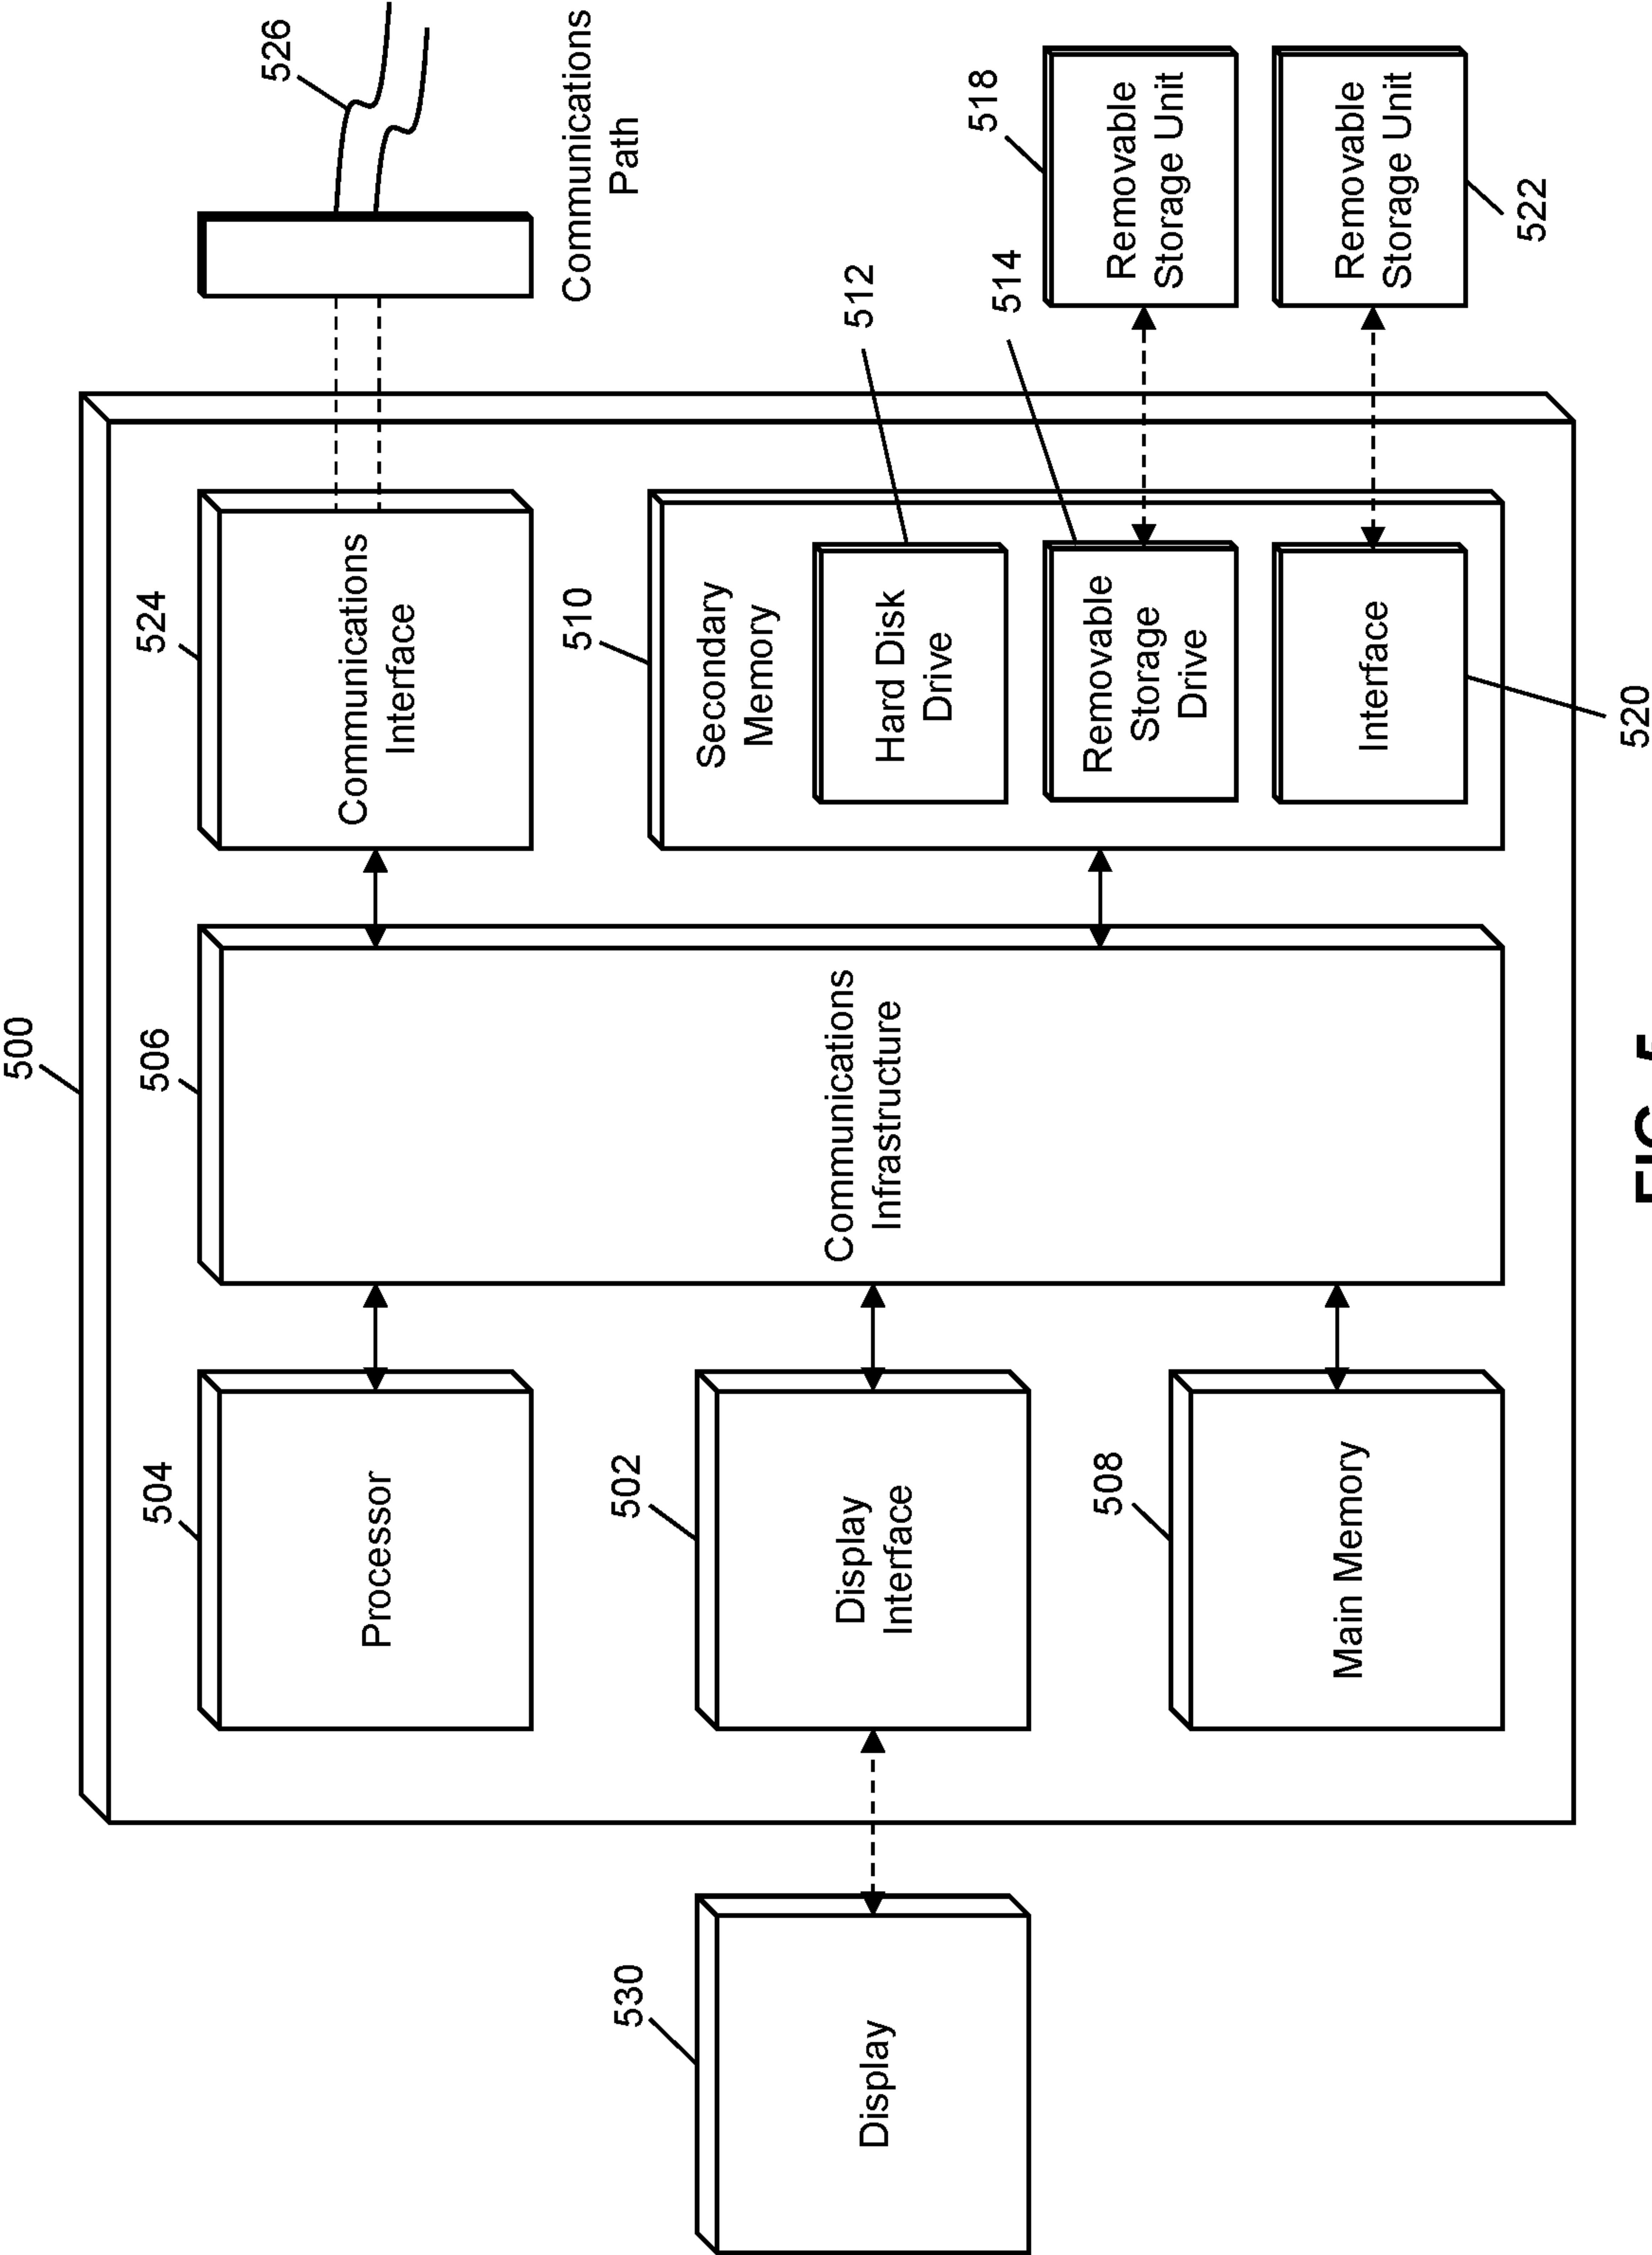 500
504
506
524
526
Processor
Communications
Interface
Communications
Path
530
502
510
Display
Display
Interface
Communications
Infrastructure
Secondary
Memory
512
Hard Disk
Drive
514
518
508
Removable
Storage
Drive
Removable
Storage Unit
Main Memory
Interface
Removable
Storage Unit
522
520
FIG. 5